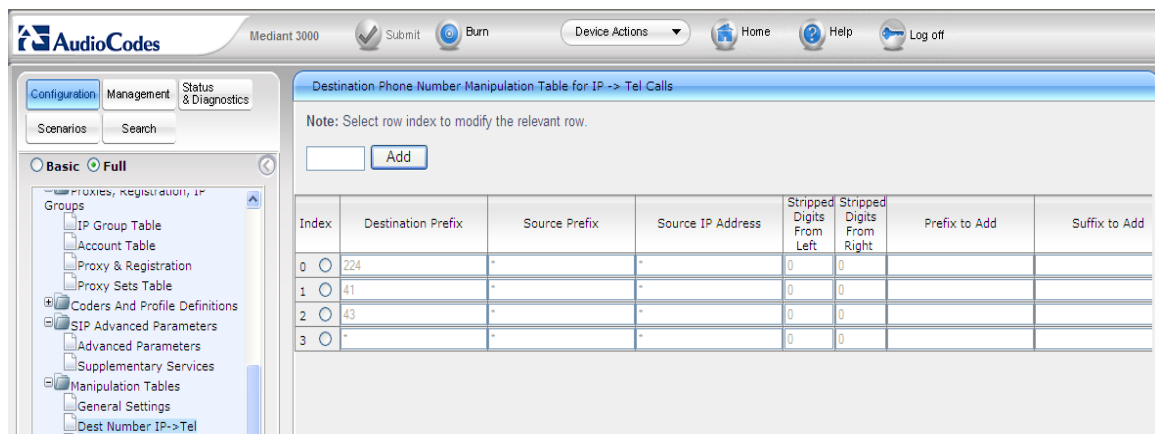 AudioCodes Mediant 3000 Submit Burn Device Actions Home Help Log off
Configuration Management Status & Diagnostics
Scenarios Search
Basic Full
Proxies, Registration, IP
Groups
IP Group Table
Account Table
Proxy & Registration
Proxy Sets Table
Coders And Profile Definitions
SIP Advanced Parameters
Advanced Parameters
Supplementary Services
Manipulation Tables
General Settings
Dest Number IP->Tel
Destination Phone Number Manipulation Table for IP -> Tel Calls
Note: Select row index to modify the relevant row.
Add
Index Destination Prefix Source Prefix Source IP Address Stripped Digits From Left Stripped Digits From Right Prefix to Add Suffix to Add
0 224 * * 0 0
1 41 * * 0 0
2 43 * * 0 0
3 * * * 0 0